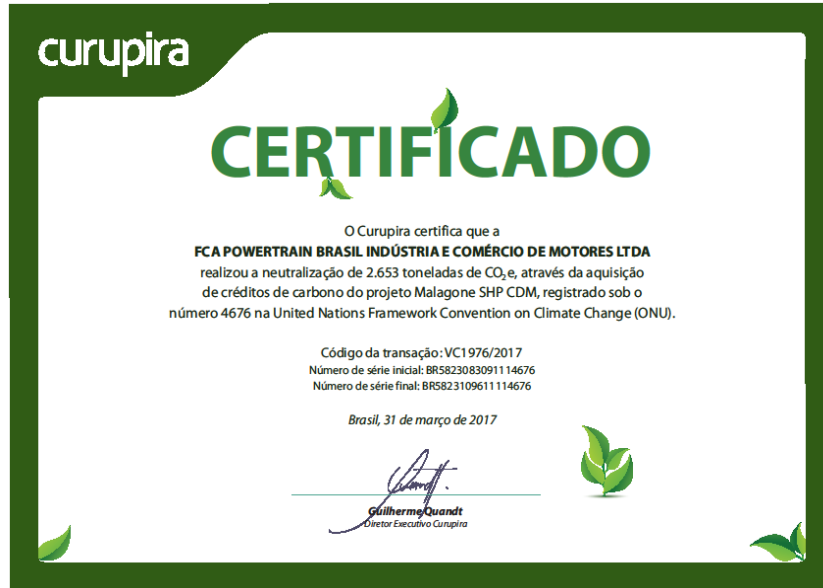 curupira
CERTIFICADO
O Curupira certifica que a
FCA POWERTRAIN BRASIL INDÚSTRIA E COMÉRCIO DE MOTORES LTDA
realizou a neutralização de 2.653 toneladas de CO₂e, através da aquisição
de créditos de carbono do projeto Malagone SHP CDM, registrado sob o
número 4676 na United Nations Framework Convention on Climate Change (ONU).
Código da transação: VC1976/2017
Número de série inicial: BR5823083091114676
Número de série final: BR5823109611114676
Brasil, 31 de março de 2017
Guilherme Quandt
Diretor Executivo Curupira